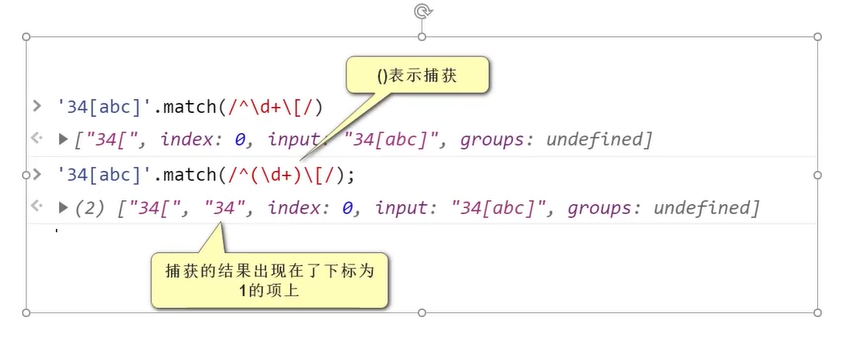 ()表示捕获
> '34[abc]'.match(/^\d+\[/)
["34[", index: 0, input: "34[abc]", groups: undefined]
> '34[abc]'.match(/^(\d+)\[/);
(2) ["34[", "34", index: 0, input: "34[abc]", groups: undefined]
'
捕获的结果出现在了下标为
1的项上